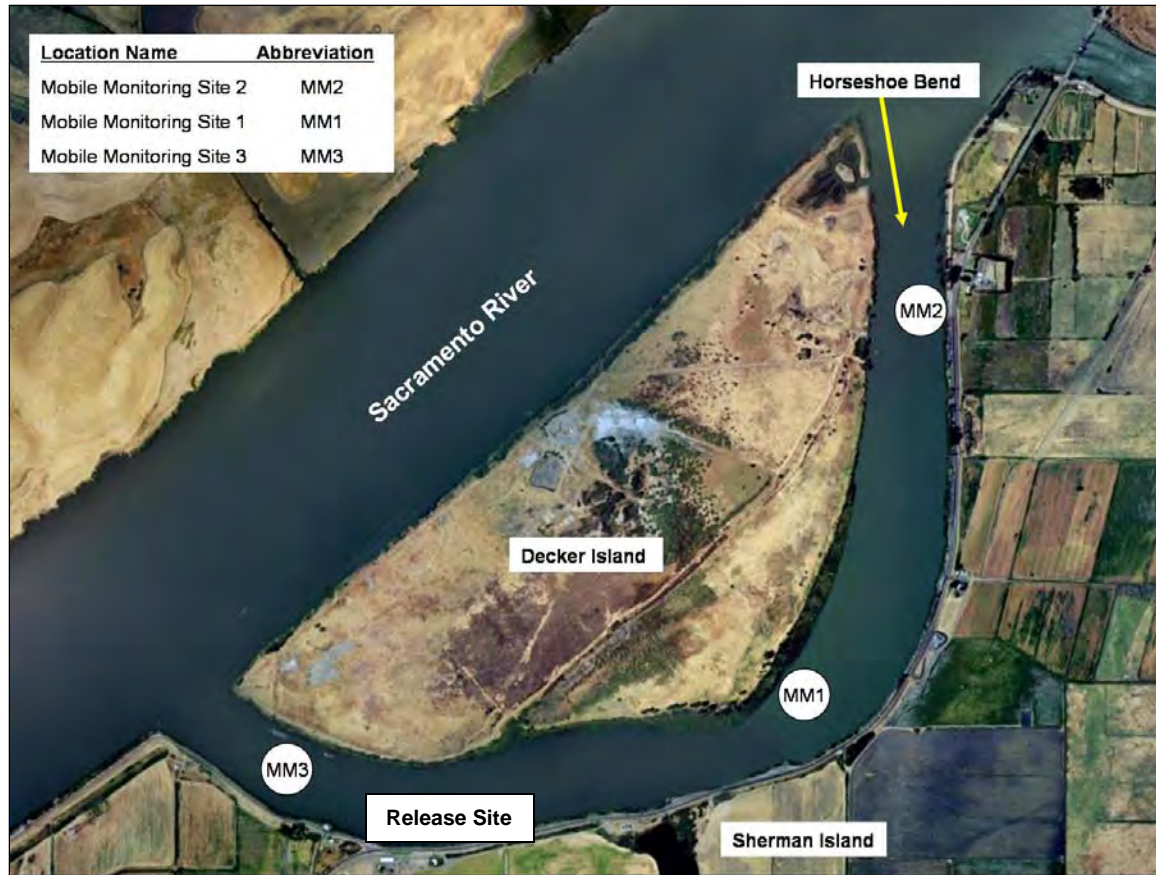 Location Name Abbreviation
Mobile Monitoring Site 2 MM2
Mobile Monitoring Site 1 MM1
Mobile Monitoring Site 3 MM3
Horseshoe Bend
MM2
Sacramento River
Decker Island
MM1
MM3
Release Site
Sherman Island